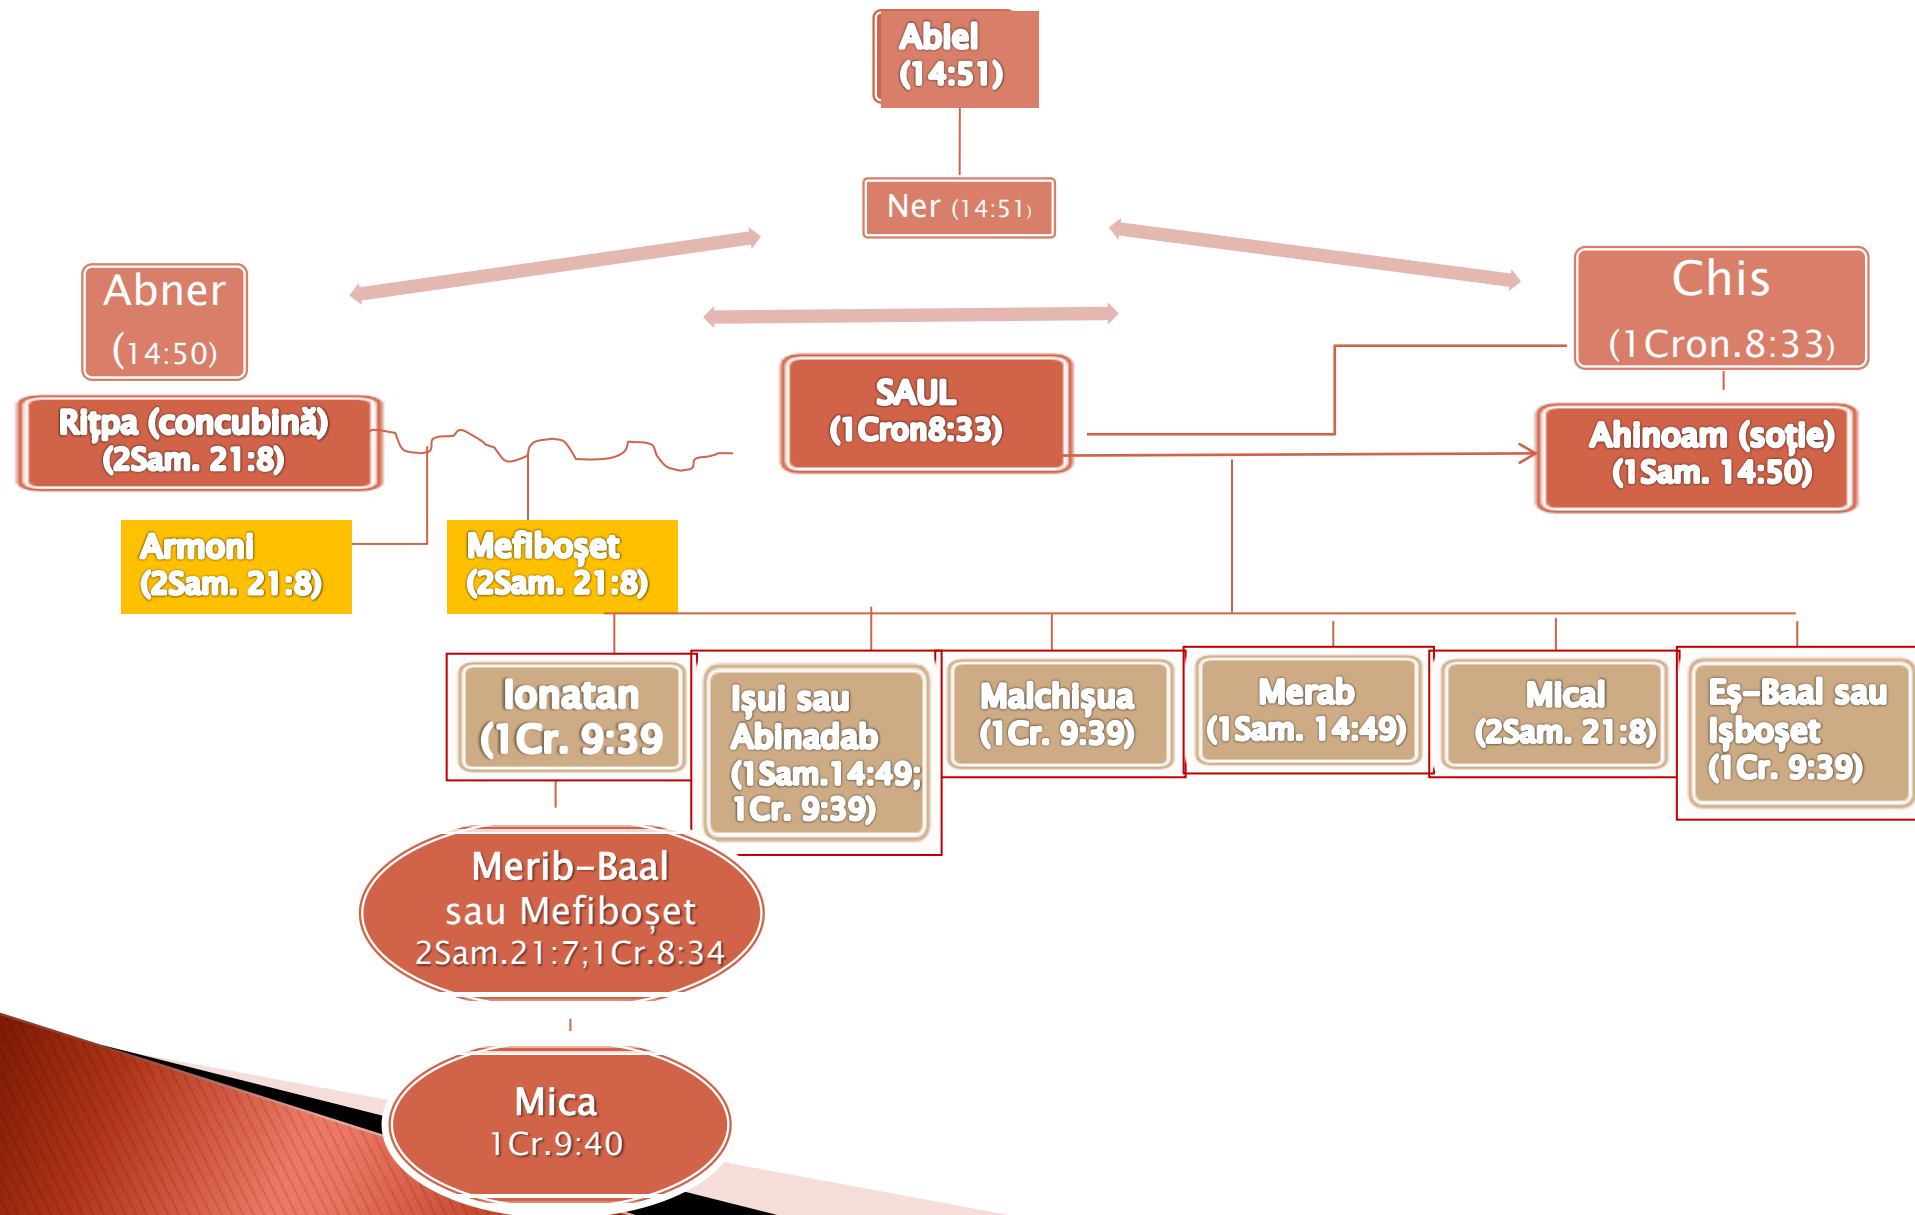 Abiel
(14:51)
Ner (14:51)
Abner
(14:50)
Chis
(1Cron.8:33)
Rițpa (concubină)
(2Sam. 21:8)
SAUL
(1Cron8:33)
Ahinoam (soție)
(1Sam. 14:50)
Armoni
(2Sam. 21:8)
Mefiboșet
(2Sam. 21:8)
Ionatan
(1Cr. 9:39
Ișui sau
Abinadab
(1Sam.14:49;
1Cr. 9:39)
Malchișua
(1Cr. 9:39)
Merab
(1Sam. 14:49)
Mical
(2Sam. 21:8)
Eș-Baal sau
Ișboșet
(1Cr. 9:39)
Merib-Baal
sau Mefiboșet
2Sam.21:7;1Cr.8:34
Mica
1Cr.9:40